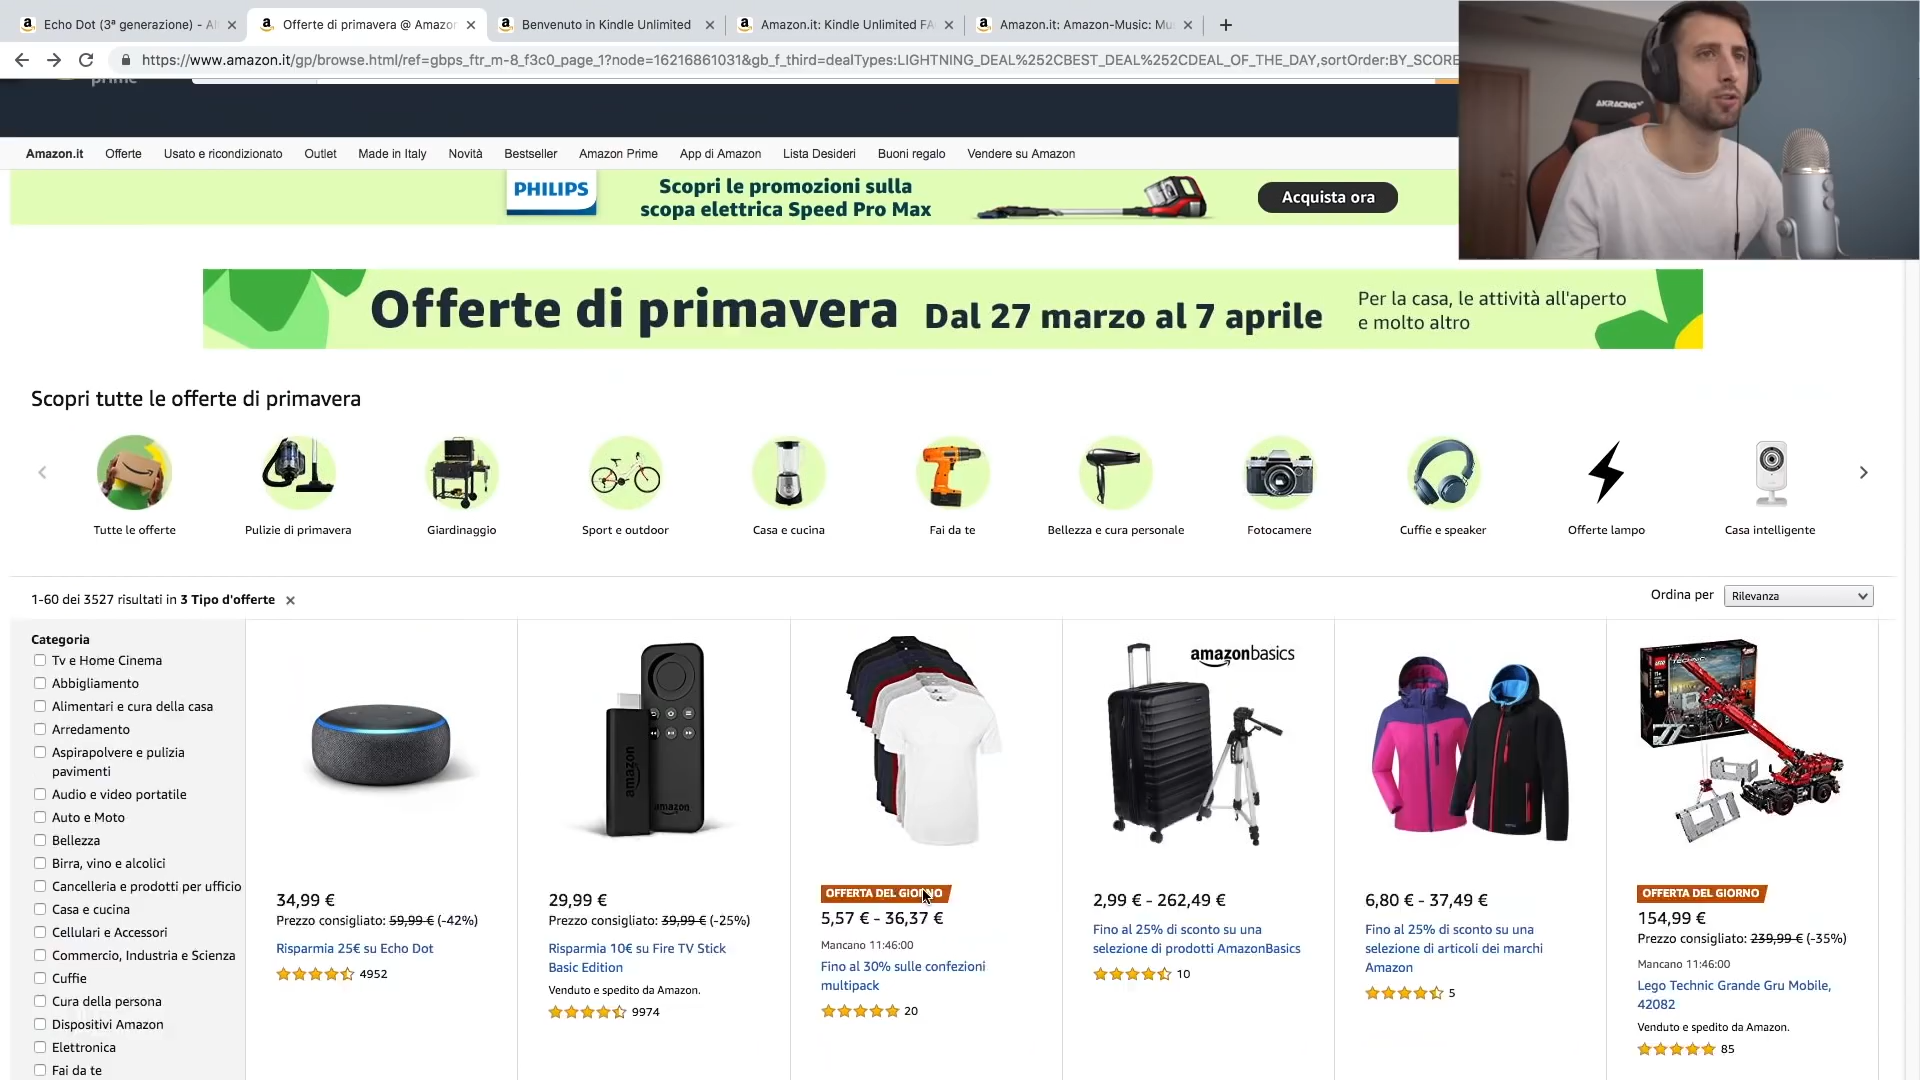 Echo Dot (3ª generazione) - Al
Offerte di primavera @ Amazon
Benvenuto in Kindle Unlimited
Amazon.it: Kindle Unlimited FA
Amazon.it: Amazon-Music: Mu
https://www.amazon.it/gp/browse.html/ref=gbps_ftr_m-8_f3c0_page_1?node=16216861031&gb_f_third=dealTypes:LIGHTNING_DEAL%252CBEST_DEAL%252CDEAL_OF_THE_DAY,sortOrder:BY_SCORE
prime
AKRACING
Amazon.it Offerte Usato e ricondizionato Outlet Made in Italy Novità Bestseller Amazon Prime App di Amazon Lista Desideri Buoni regalo Vendere su Amazon
PHILIPS
Scopri le promozioni sulla
scopa elettrica Speed Pro Max
Acquista ora
Offerte di primavera Dal 27 marzo al 7 aprile
Per la casa, le attività all'aperto
e molto altro
Scopri tutte le offerte di primavera
Tutte le offerte
Pulizie di primavera
Giardinaggio
Sport e outdoor
Casa e cucina
Fai da te
Bellezza e cura personale
Fotocamere
Cuffie e speaker
Offerte lampo
Casa intelligente
1-60 dei 3527 risultati in 3 Tipo d'offerte
Ordina per Rilevanza
Categoria
Tv e Home Cinema
Abbigliamento
Alimentari e cura della casa
Arredamento
Aspirapolvere e pulizia
pavimenti
Audio e video portatile
Auto e Moto
Bellezza
Birra, vino e alcolici
Cancelleria e prodotti per ufficio
Casa e cucina
Cellulari e Accessori
Commercio, Industria e Scienza
Cuffie
Cura della persona
Dispositivi Amazon
Elettronica
Fai da te
34,99 €
Prezzo consigliato: 59,99 € (-42%)
Risparmia 25€ su Echo Dot
4952
amazon
amazon
29,99 €
Prezzo consigliato: 39,99 € (-25%)
Risparmia 10€ su Fire TV Stick
Basic Edition
Venduto e spedito da Amazon.
9974
OFFERTA DEL GIORNO
5,57 € - 36,37 €
Mancano 11:46:00
Fino al 30% sulle confezioni
multipack
20
amazonbasics
2,99 € - 262,49 €
Fino al 25% di sconto su una
selezione di prodotti AmazonBasics
10
6,80 € - 37,49 €
Fino al 25% di sconto su una
selezione di articoli dei marchi
Amazon
5
LEGO TECHNIC
OFFERTA DEL GIORNO
154,99 €
Prezzo consigliato: 239,99 € (-35%)
Mancano 11:46:00
Lego Technic Grande Gru Mobile,
42082
Venduto e spedito da Amazon.
85